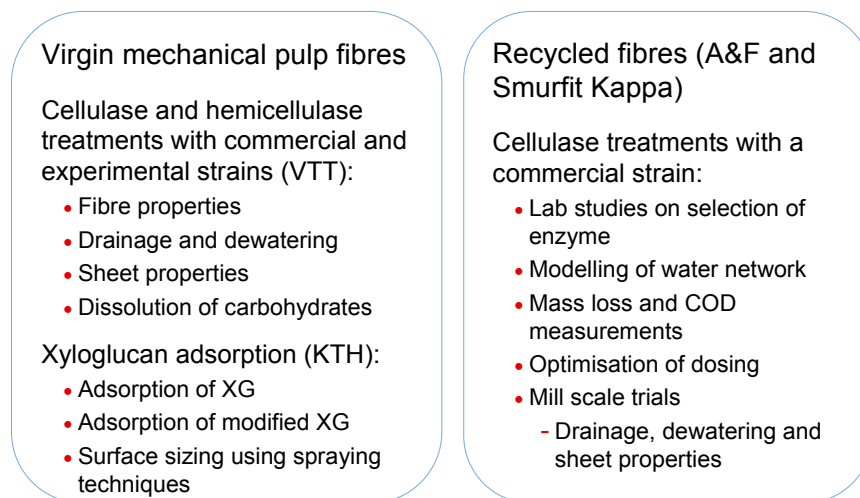 Virgin mechanical pulp fibres
Cellulase and hemicellulase
treatments with commercial and
experimental strains (VTT):
• Fibre properties
• Drainage and dewatering
• Sheet properties
• Dissolution of carbohydrates
Xyloglucan adsorption (KTH):
• Adsorption of XG
• Adsorption of modified XG
• Surface sizing using spraying
techniques
Recycled fibres (A&F and
Smurfit Kappa)
Cellulase treatments with a
commercial strain:
• Lab studies on selection of
enzyme
• Modelling of water network
• Mass loss and COD
measurements
• Optimisation of dosing
• Mill scale trials
- Drainage, dewatering and
sheet properties